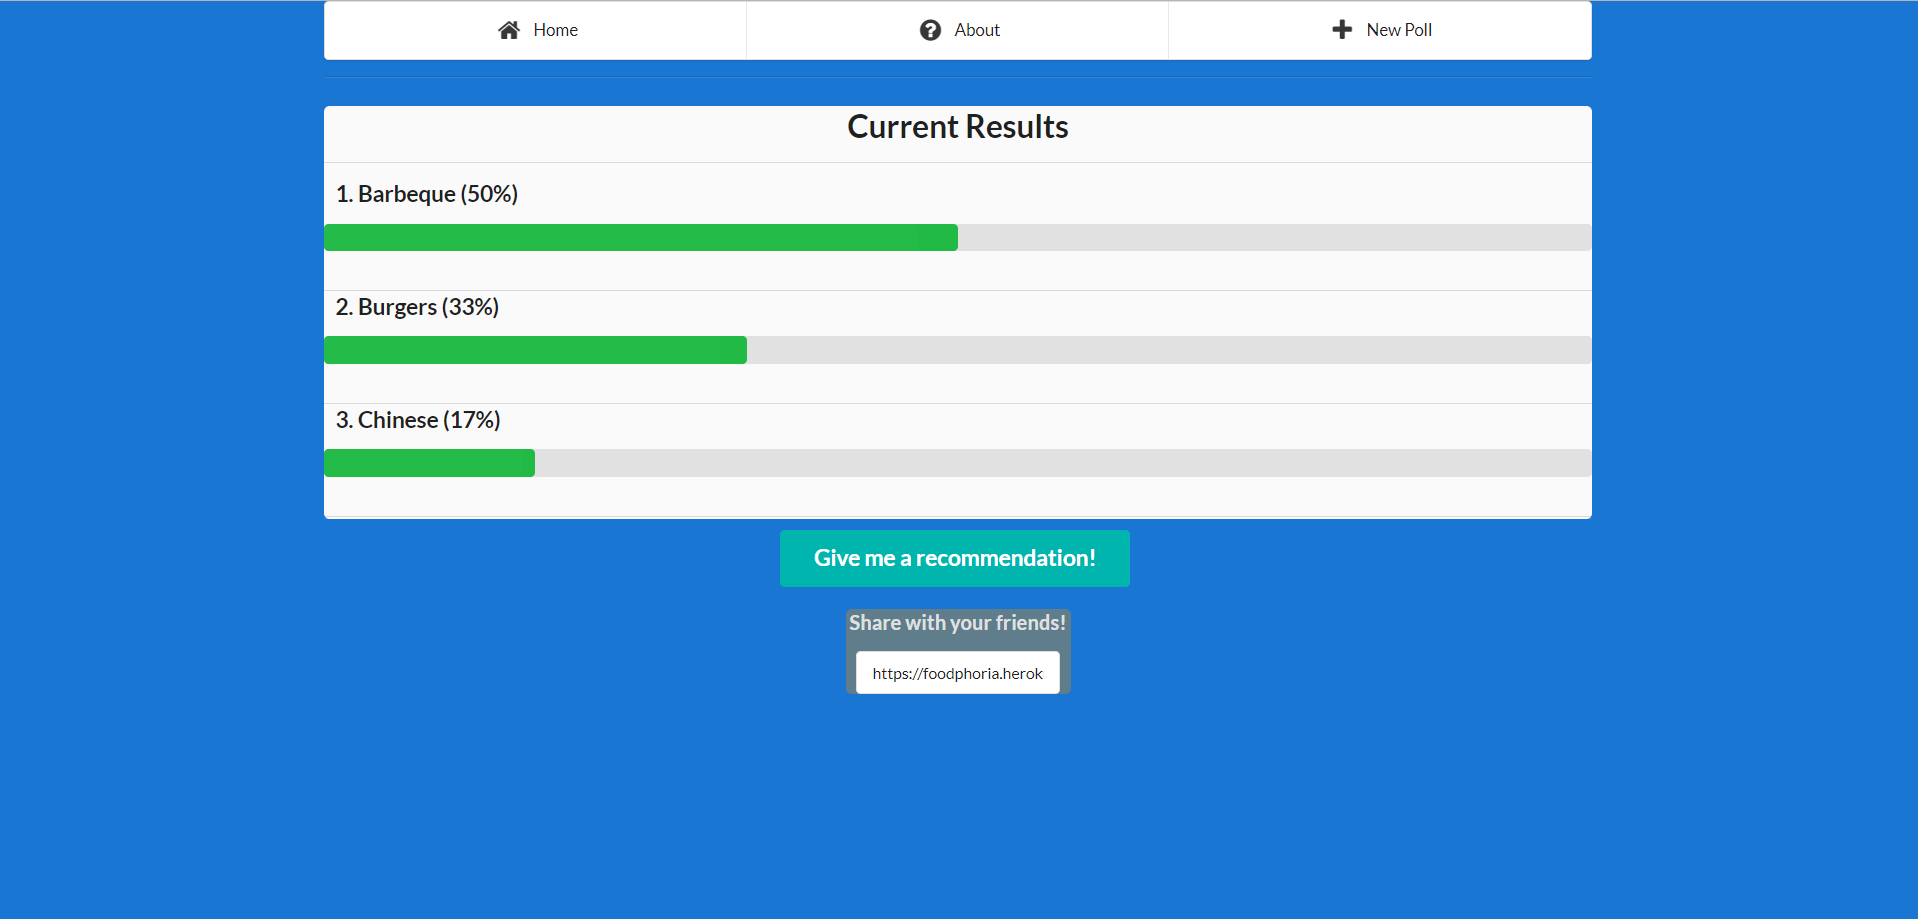 Home
About
New Poll
Current Results
1. Barbeque (50%)
2. Burgers (33%)
3. Chinese (17%)
Give me a recommendation!
Share with your friends!
https://foodphoria.herok